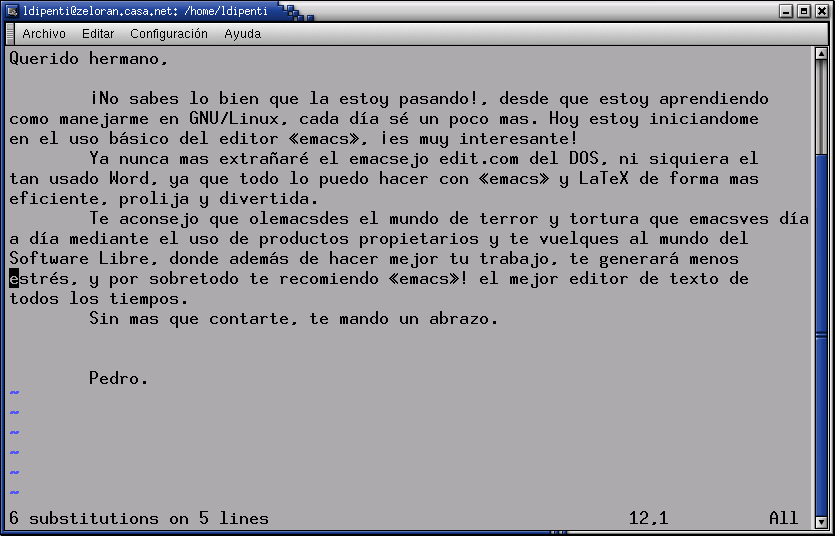 ldipenti@zeloran.casa.net: /home/ldipenti
Archivo Editar Configuración Ayuda
Querido hermano,
¡No sabes lo bien que la estoy pasando!, desde que estoy aprendiendo
como manejarme en GNU/Linux, cada día sé un poco mas. Hoy estoy iniciandome
en el uso básico del editor «emacs», ¡es muy interesante!
Ya nunca mas extrañaré el emacsejo edit.com del DOS, ni siquiera el
tan usado Word, ya que todo lo puedo hacer con «emacs» y LaTeX de forma mas
eficiente, prolija y divertida.
Te aconsejo que olemacsdes el mundo de terror y tortura que emacsves día
a día mediante el uso de productos propietarios y te vuelques al mundo del
Software Libre, donde además de hacer mejor tu trabajo, te generará menos
estrés, y por sobretodo te recomiendo «emacs»! el mejor editor de texto de
todos los tiempos.
Sin mas que contarte, te mando un abrazo.
Pedro.
~
~
~
~
~
~
6 substitutions on 5 lines 12,1 All